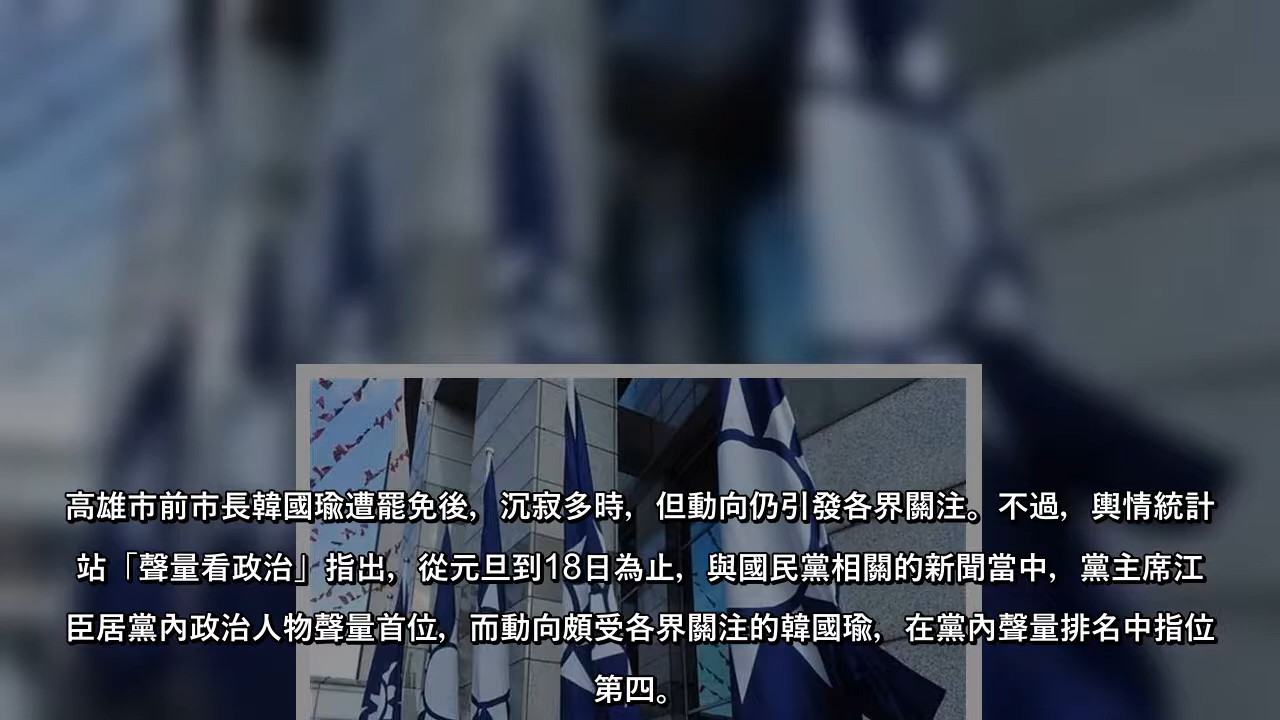 高雄市前市長韓國瑜遭罷免後，沉寂多時，但動向仍引發各界關注。不過，輿情統計
站「聲量看政治」指出，從元旦到18日為止，與國民黨相關的新聞當中，黨主席江
臣居黨內政治人物聲量首位，而動向頗受各界關注的韓國瑜，在黨內聲量排名中指位
第四。